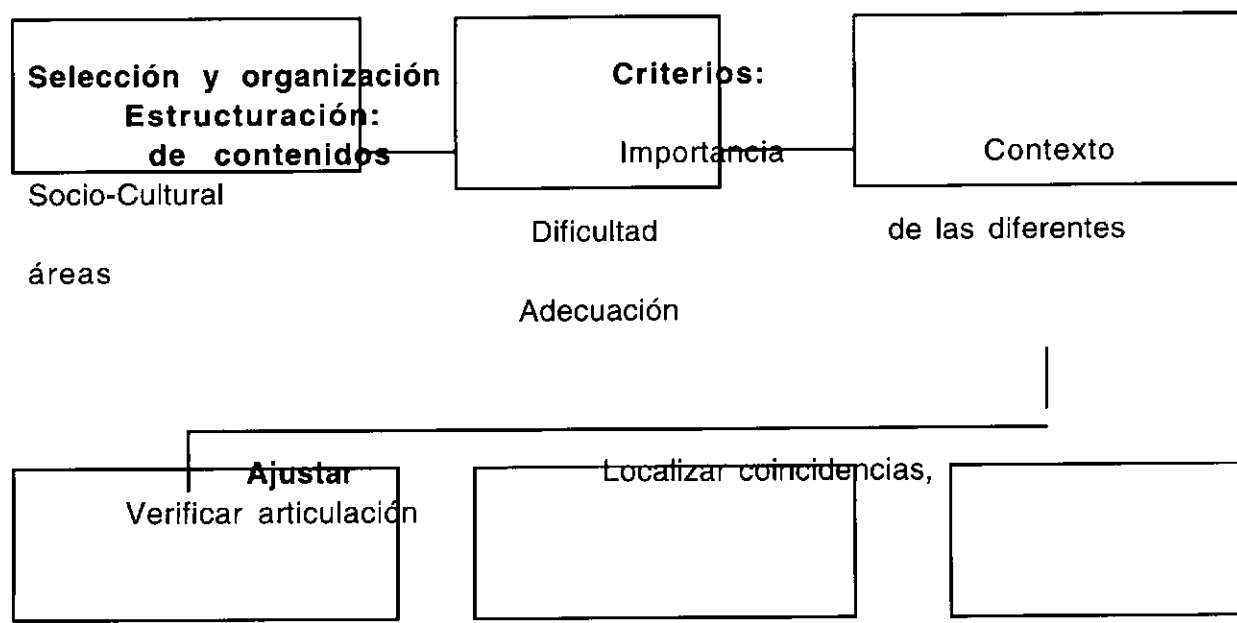 Selección y organización Criterios:
Estructuración:
de contenidos Importancia Contexto
Socio-Cultural
Dificultad de las diferentes
áreas
Adecuación
Ajustar Localizar coincidencias,
Verificar articulación